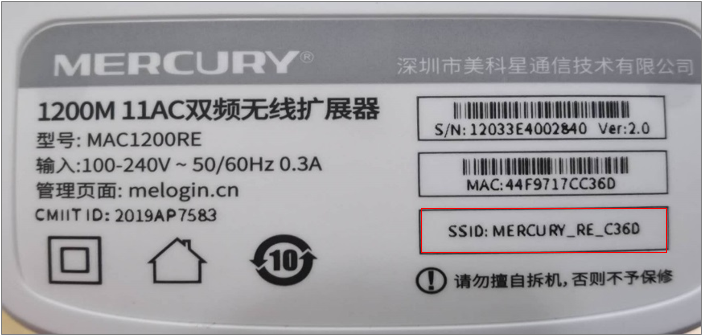 MERCURY®
深圳市美科星通信技术有限公司
1200M 11AC双频无线扩展器
型号: MAC1200RE
输入:100-240V ~ 50/60Hz 0.3A
管理页面: melogin.cn
CMIIT ID: 2019AP7583
10
S/N: 12033E4002840 Ver:2.0
MAC:44F9717CC36D
SSID: MERCURY_RE_C36D
请勿擅自拆机,否则不予保修